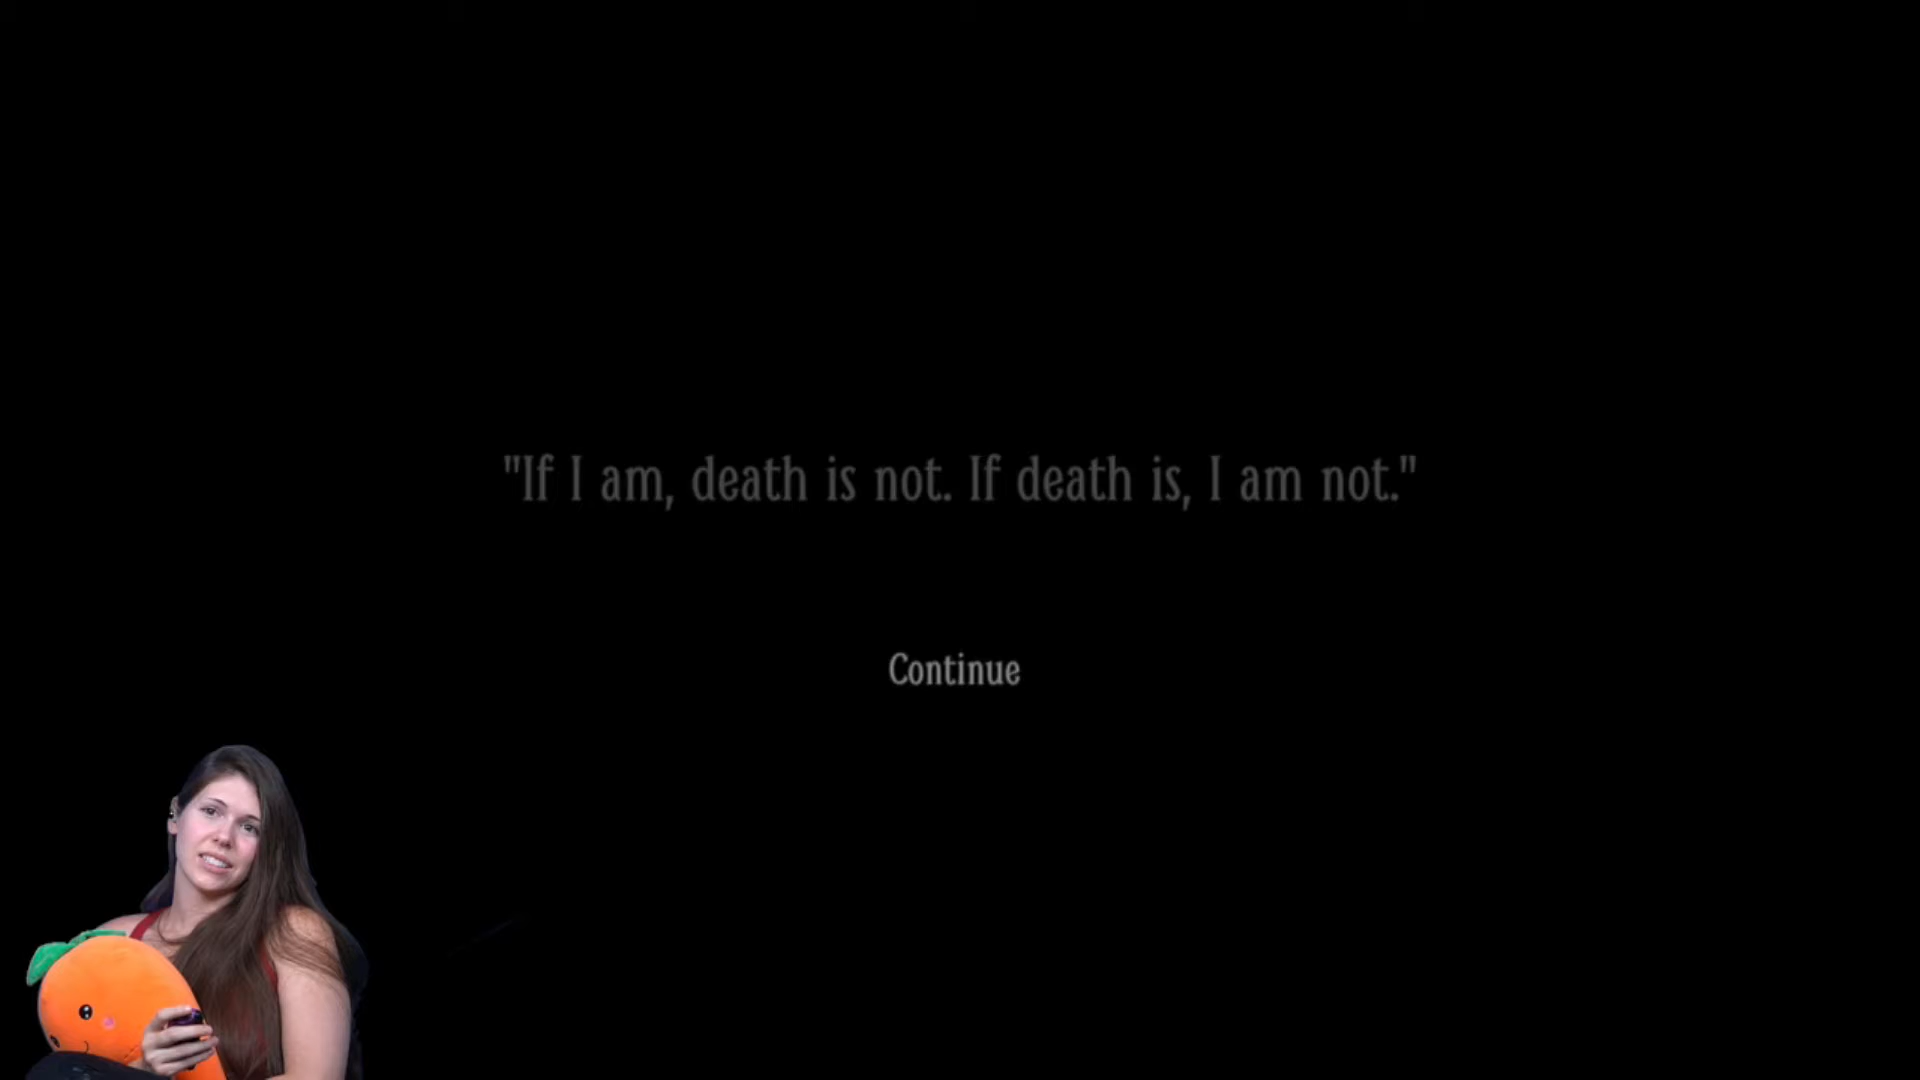 "If I am, death is not. If death is, I am not."
Continue